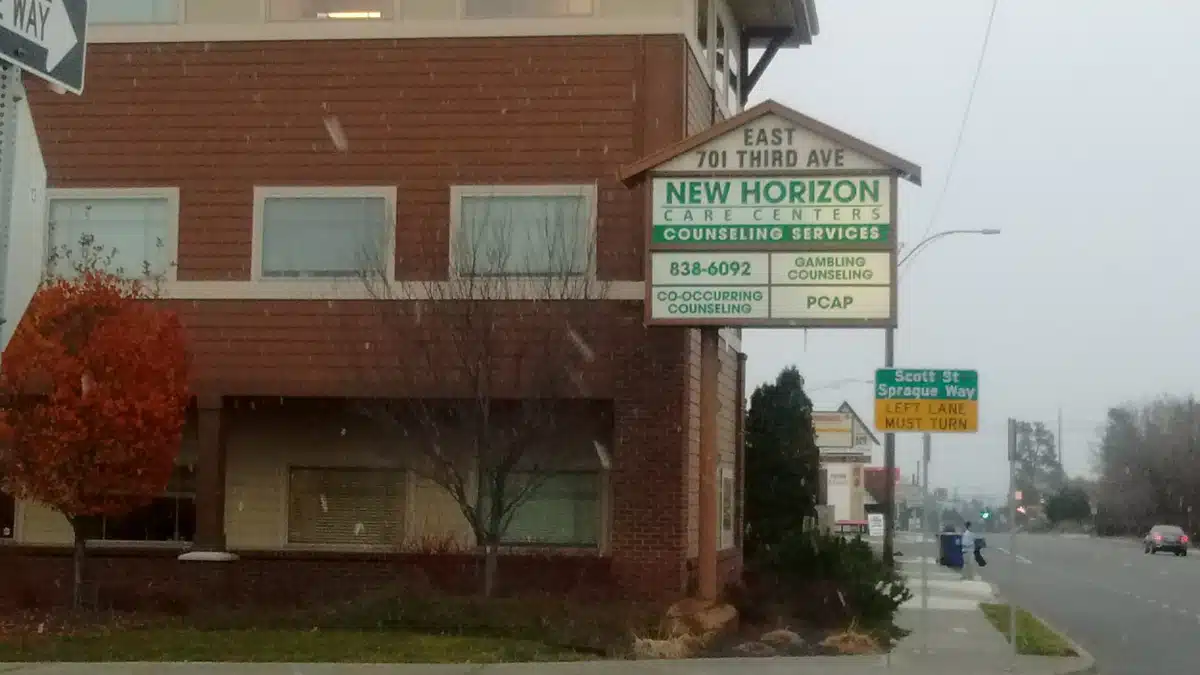 WAY
EAST
701 THIRD AVE
NEW HORIZON
CARE CENTERS
COUNSELING SERVICES
838-6092
GAMBLING
COUNSELING
CO-OCCURRING
COUNSELING
PCAP
Scott St
Sprague Way
LEFT LANE
MUST TURN